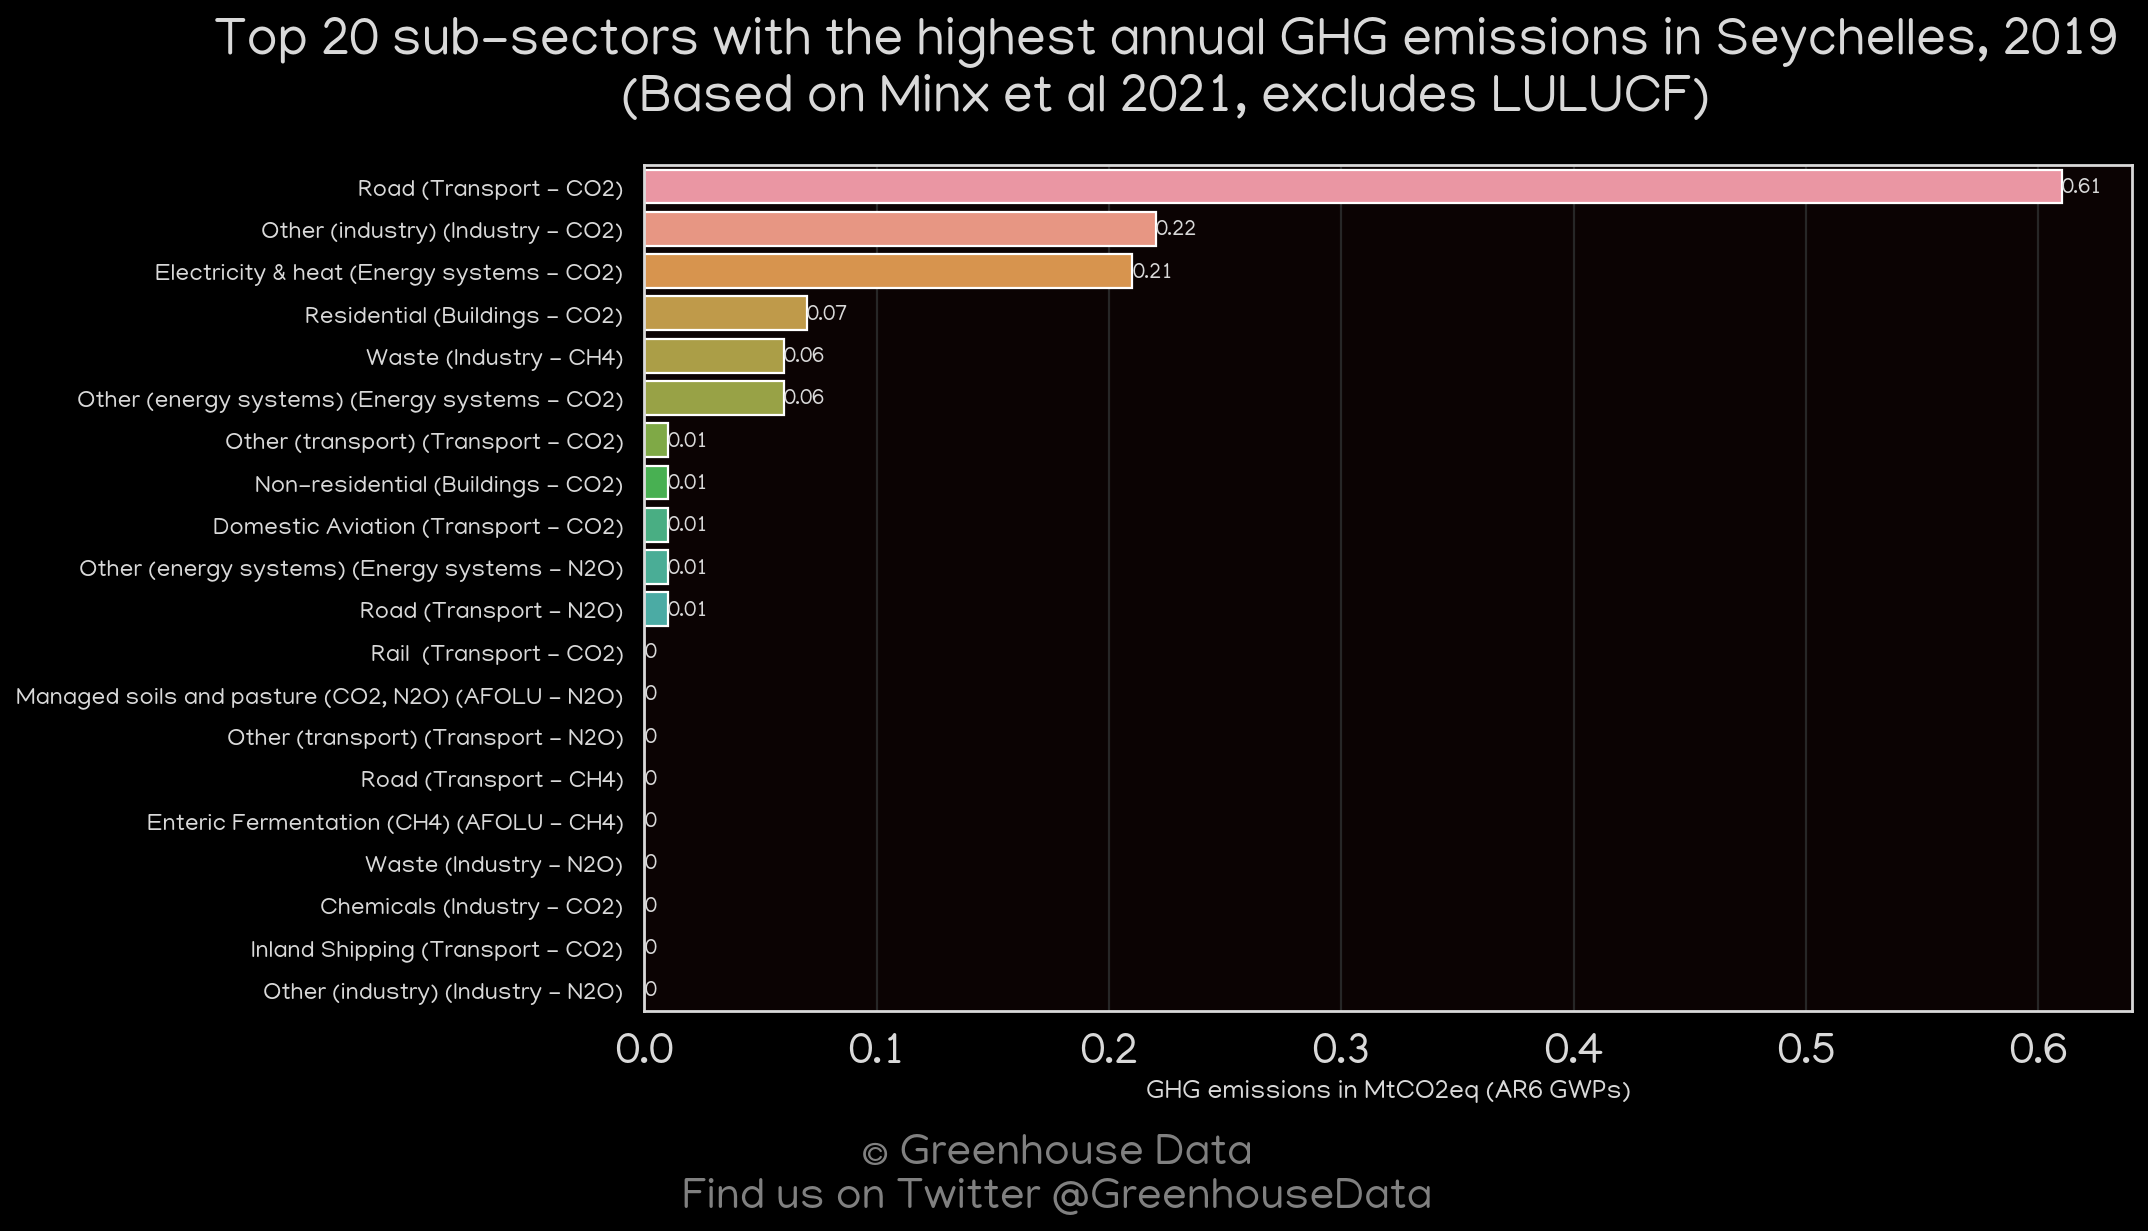 Top 20 sub-sectors with the highest annual GHG emissions in Seychelles, 2019
(Based on Minx et al 2021, excludes LULUCF)
Road (Transport - CO2) 0.61
Other (industry) (Industry - CO2) 0.22
Electricity & heat (Energy systems - CO2) 0.21
Residential (Buildings - CO2) 0.07
Waste (Industry - CH4) 0.06
Other (energy systems) (Energy systems - CO2) 0.06
Other (transport) (Transport - CO2) 0.01
Non-residential (Buildings - CO2) 0.01
Domestic Aviation (Transport - CO2) 0.01
Other (energy systems) (Energy systems - N2O) 0.01
Road (Transport - N2O) 0.01
Rail  (Transport - CO2) 0
Managed soils and pasture (CO2, N2O) (AFOLU - N2O) 0
Other (transport) (Transport - N2O) 0
Road (Transport - CH4) 0
Enteric Fermentation (CH4) (AFOLU - CH4) 0
Waste (Industry - N2O) 0
Chemicals (Industry - CO2) 0
Inland Shipping (Transport - CO2) 0
Other (industry) (Industry - N2O) 0
0.0 0.1 0.2 0.3 0.4 0.5 0.6
GHG emissions in MtCO2eq (AR6 GWPs)
© Greenhouse Data
Find us on Twitter @GreenhouseData